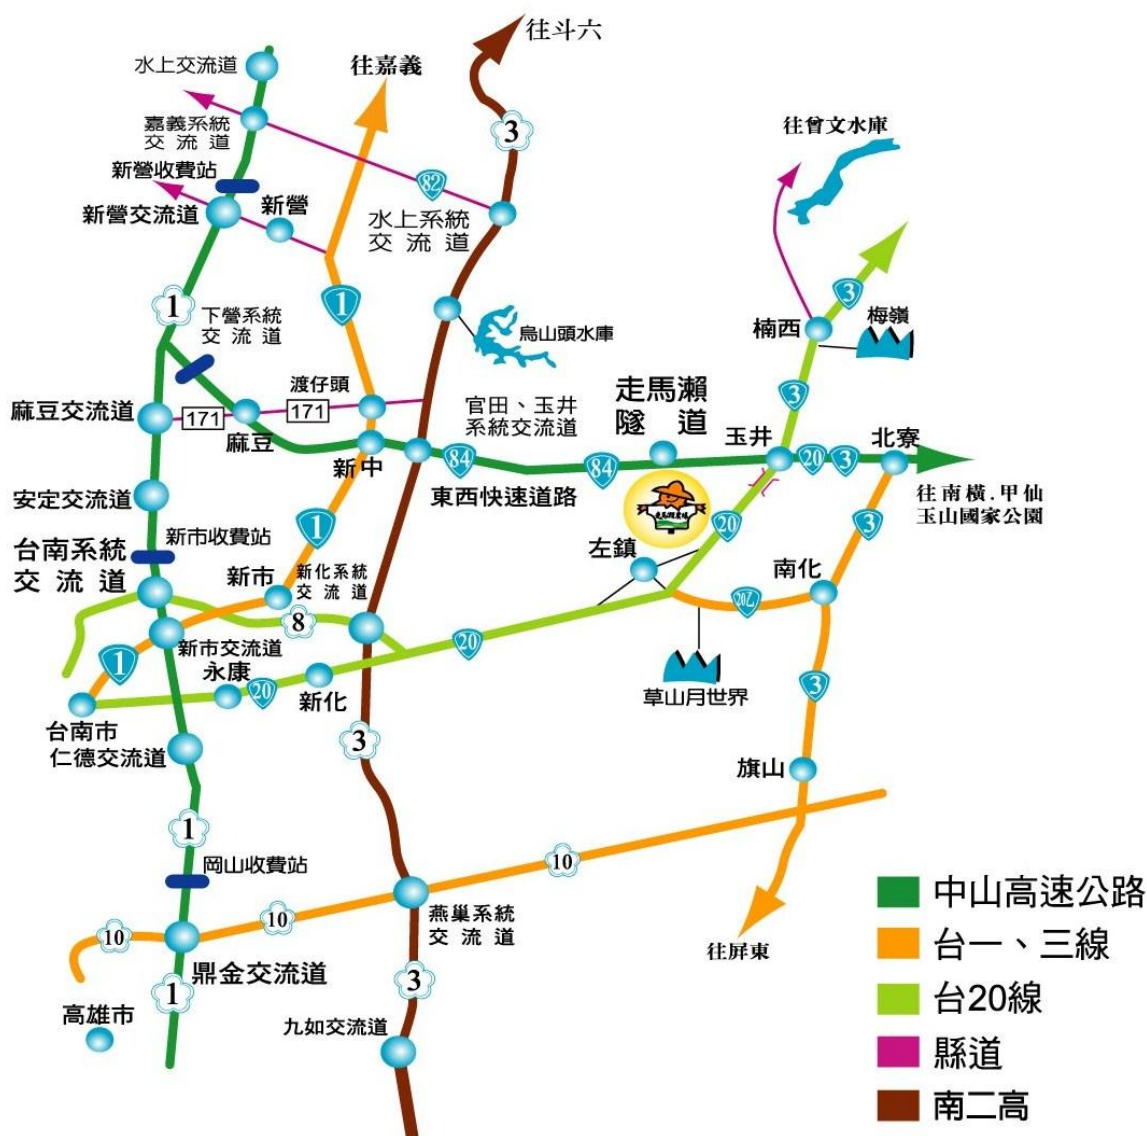 往斗六
水上交流道
往嘉義
3
往曾文水庫
嘉義系統
交流道
新營收費站
82
新營交流道
新營
水上系統
交流道
3
1
1
下營系統
交流道
烏山頭水庫
楠西
梅嶺
渡仔頭
3
麻豆交流道
171
171
麻豆
官田、玉井
系統交流道
走馬瀨
隧道
玉井
北寮
新中
84
84
20
3
東西快速道路
往南橫.甲仙
玉山國家公園
安定交流道
1
20
3
新市收費站
台南系統
交流道
左鎮
新市
新化系統
交流道
南化
20乙
8
新市交流道
1
20
永康
20
新化
草山月世界
3
台南市
仁德交流道
3
旗山
1
岡山收費站
10
10
10
燕巢系統
交流道
鼎金交流道
往屏東
1
3
高雄市
九如交流道
中山高速公路
台一、三線
台20線
縣道
南二高